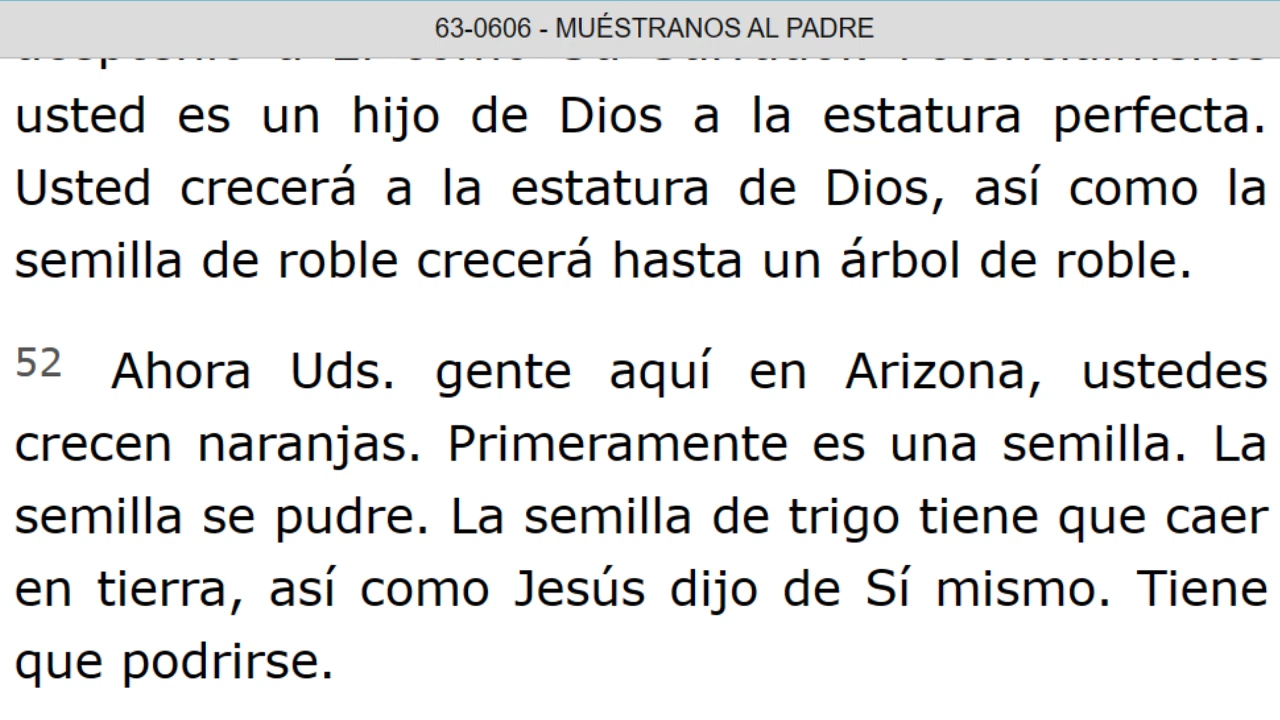 63-0606 - MUÉSTRANOS AL PADRE
usted es un hijo de Dios a la estatura perfecta.
Usted crecerá a la estatura de Dios, así como la
semilla de roble crecerá hasta un árbol de roble.
52 Ahora Uds. gente aquí en Arizona, ustedes
crecen naranjas. Primeramente es una semilla. La
semilla se pudre. La semilla de trigo tiene que caer
en tierra, así como Jesús dijo de Sí mismo. Tiene
que podrirse.